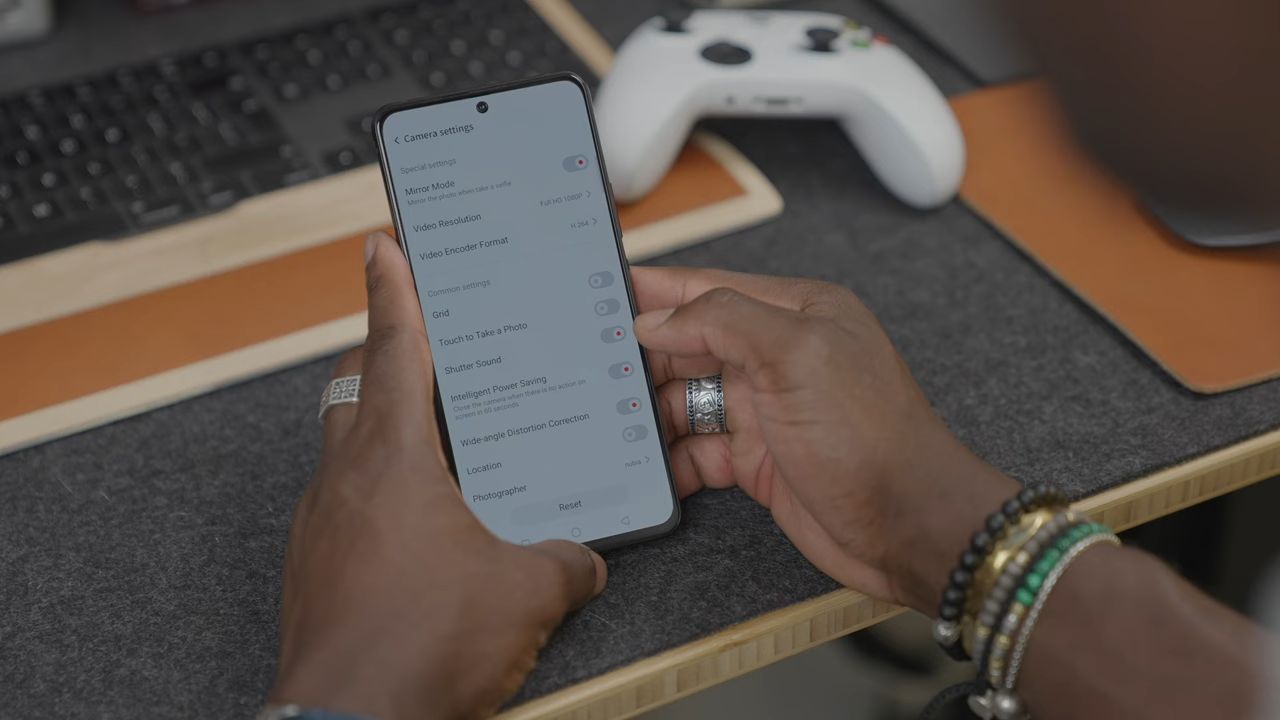 Camera settings
Special settings
Mirror Mode
Mirror the photo when take a selfie
Video Resolution Full HD 1080P
Video Encoder Format H.264
Common settings
Grid
Touch to Take a Photo
Shutter Sound
Intelligent Power Saving
Close the camera when there is no action on
screen in 60 seconds
Wide-angle Distortion Correction
Location
Photographer nubia
Reset